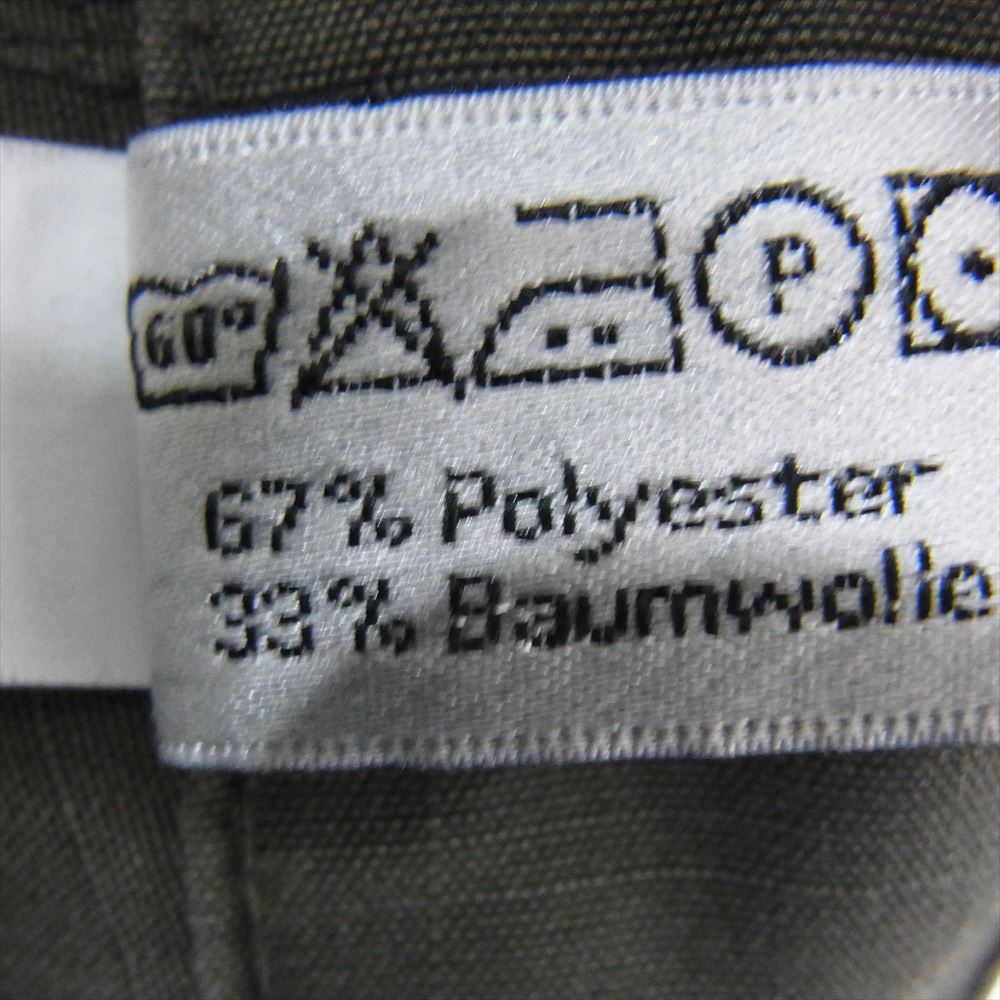 60° P
67% Polyester
33% Baumwolle